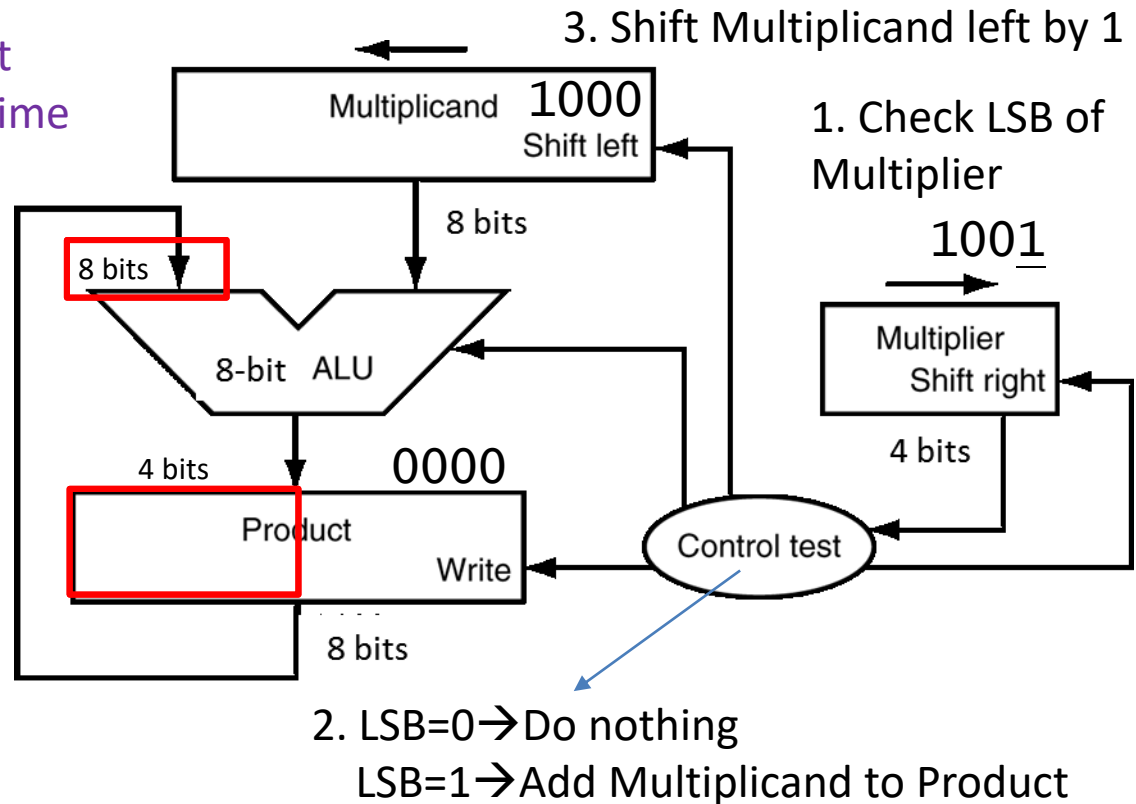 3. Shift Multiplicand left by 1
ime
Multiplicand 1000
Shift left
1. Check LSB of
Multiplier
8 bits
1001
8 bits
8-bit ALU
Multiplier
Shift right
4 bits
4 bits
0000
Product
Write
Control test
8 bits
2. LSB=0→Do nothing
LSB=1→Add Multiplicand to Product